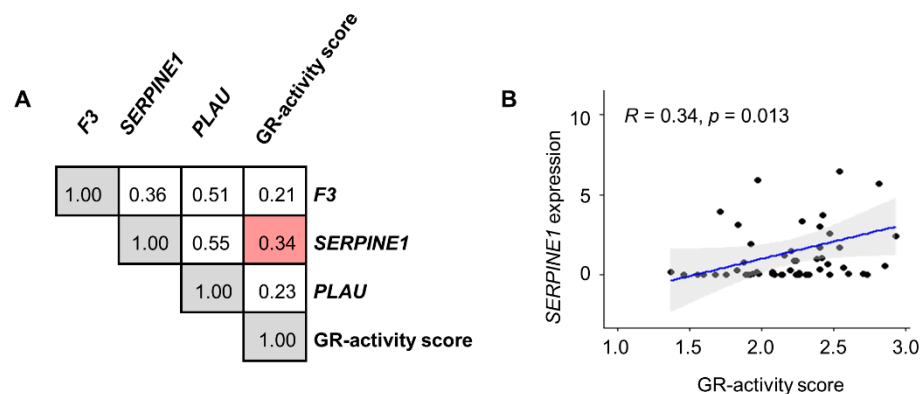 A
F3
SERPINE1
PLAU
GR-activity score
1.00 0.36 0.51 0.21 F3
1.00 0.55 0.34 SERPINE1
1.00 0.23 PLAU
1.00 GR-activity score
B
R = 0.34, p = 0.013
SERPINE1 expression
10
5
0
1.0 1.5 2.0 2.5 3.0
GR-activity score